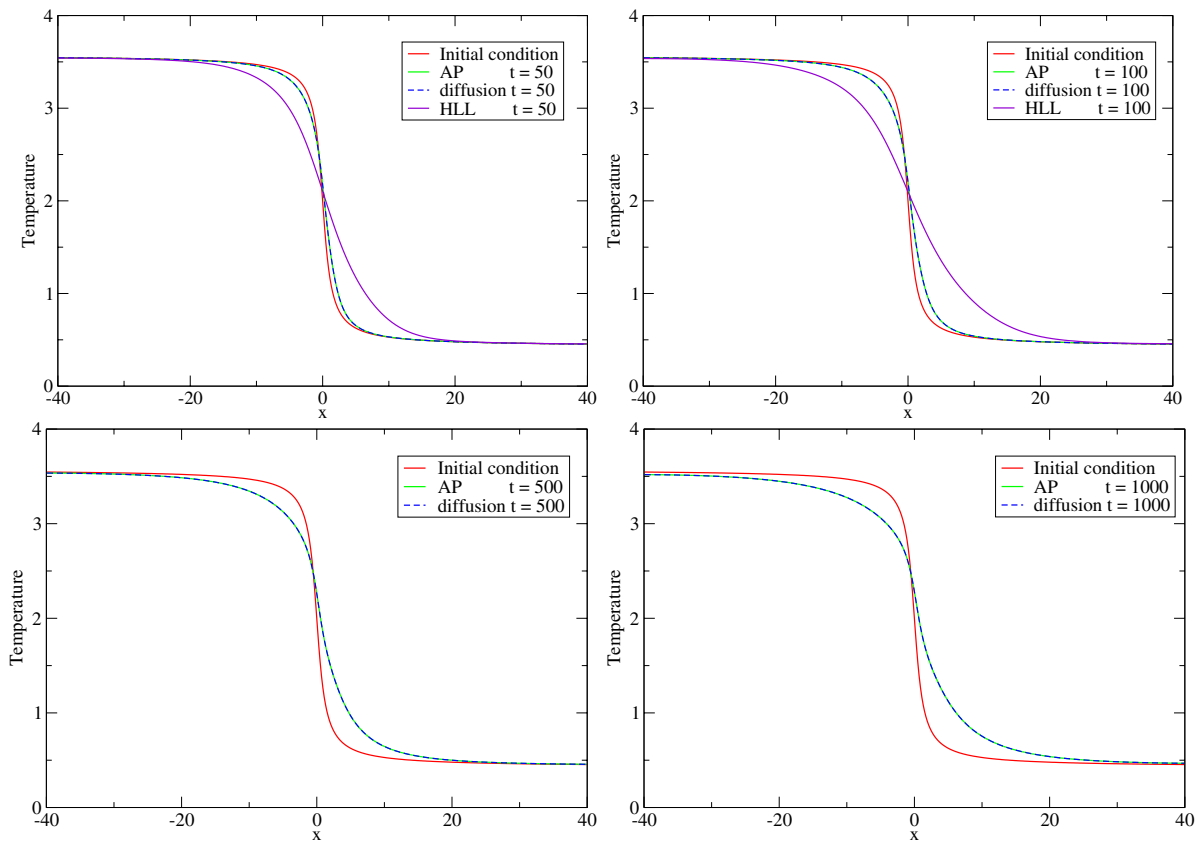 4
3
2
1
0
Temperature
-40
-20
0
20
40
x
Initial condition
AP t = 50
diffusion t = 50
HLL t = 50
4
3
2
1
0
Temperature
-40
-20
0
20
40
x
Initial condition
AP t = 100
diffusion t = 100
HLL t = 100
4
3
2
1
0
Temperature
-40
-20
0
20
40
x
Initial condition
AP t = 500
diffusion t = 500
4
3
2
1
0
Temperature
-40
-20
0
20
40
x
Initial condition
AP t = 1000
diffusion t = 1000